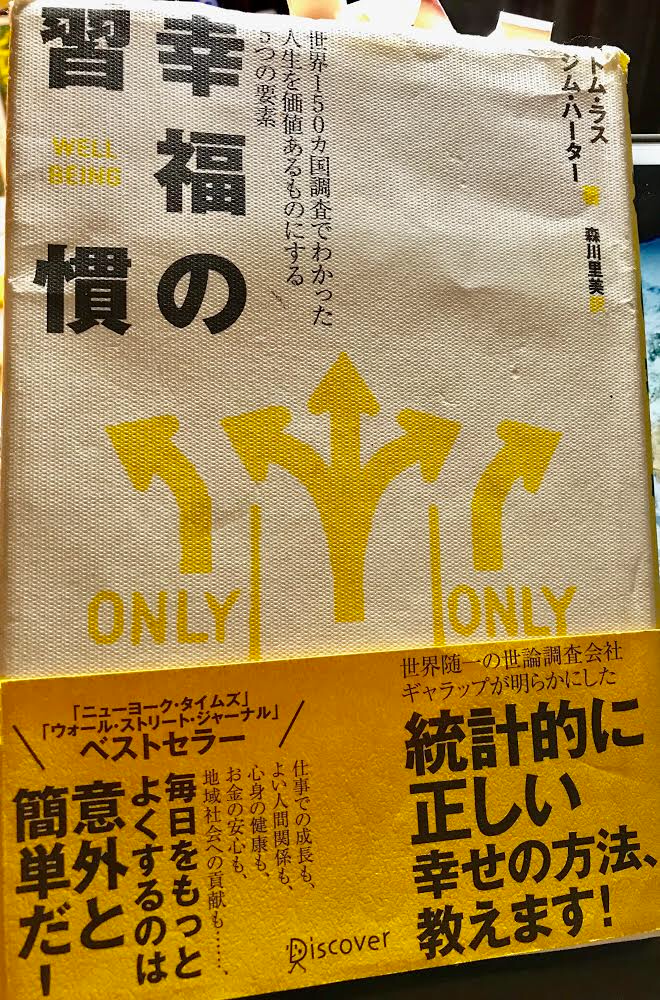 幸福の
習慣
WELL
BEING
世界150カ国調査でわかった
人生を価値あるものにする
5つの要素
トム・ラス
ジム・ハーター 著
森川里美 訳
ONLY
ONLY
世界随一の世論調査会社
ギャラップが明らかにした
統計的に
正しい
幸せの方法、
教えます!
「ニューヨーク・タイムズ」
「ウォール・ストリート・ジャーナル」
ベストセラー
仕事での成長も、
よい人間関係も、
心身の健康も、
お金の安心も、
地域社会への貢献も……、
毎日をもっと
よくするのは
意外と
簡単だ!
Discover